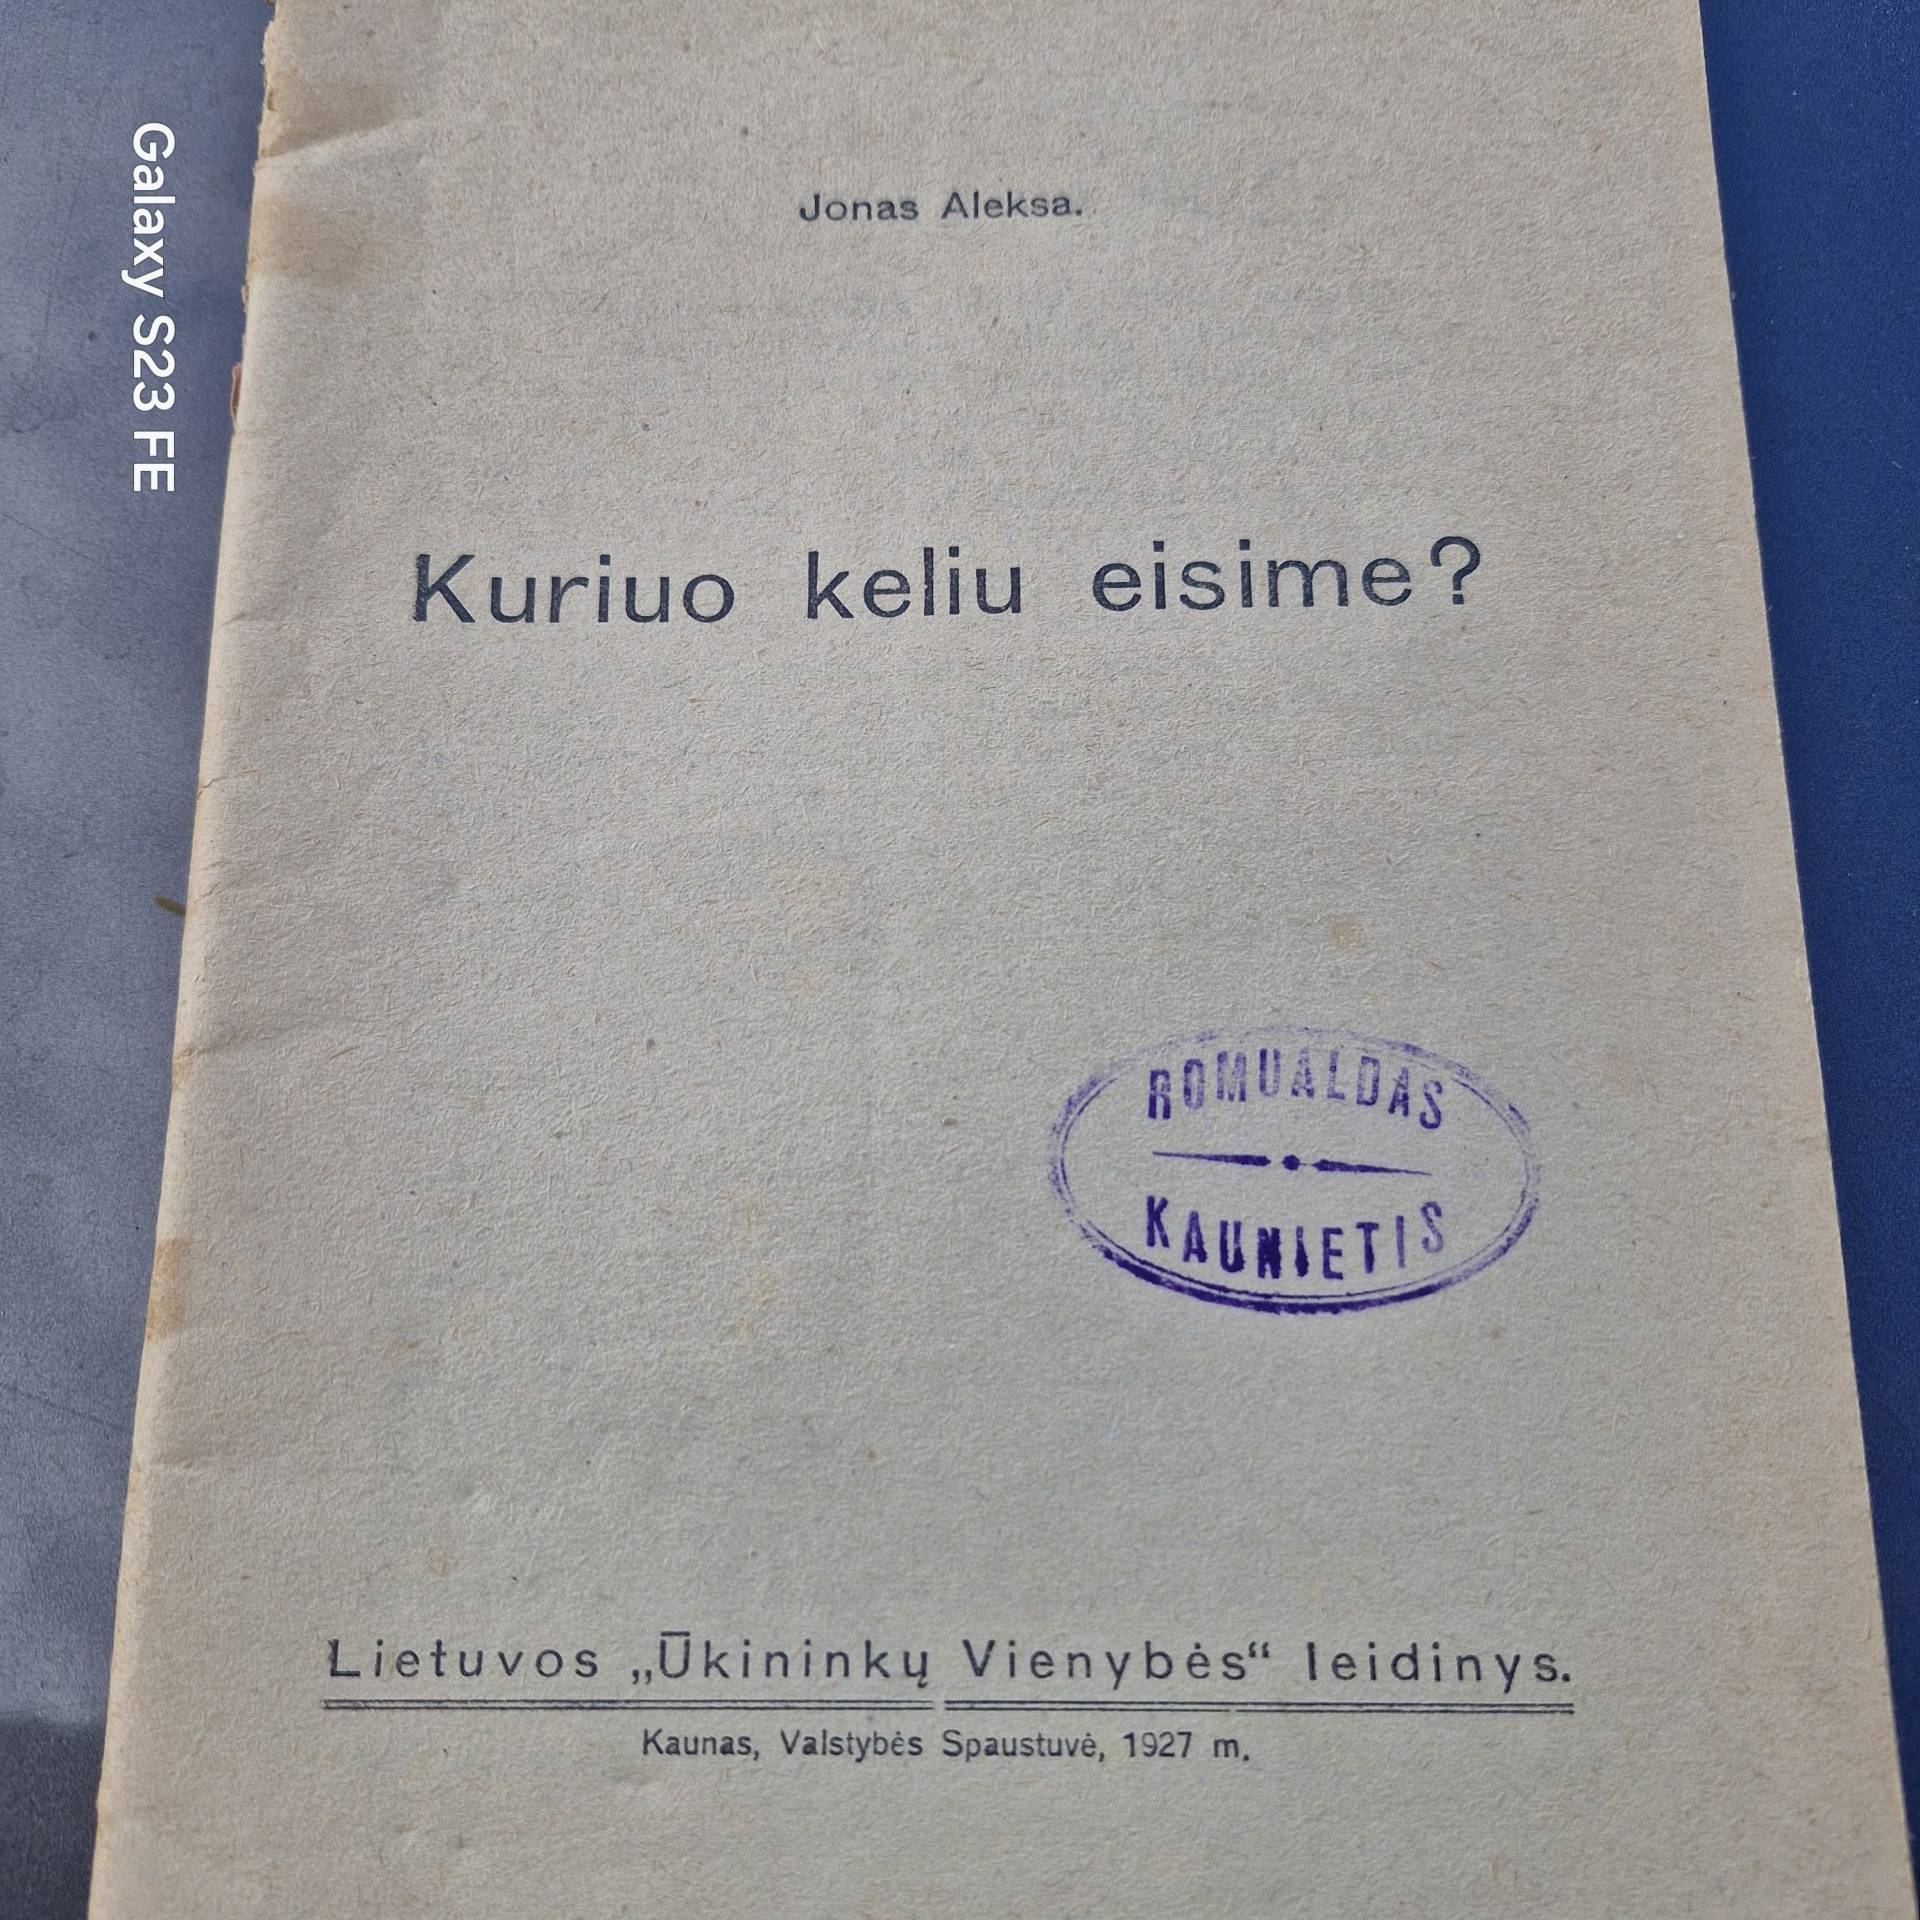 Jonas Aleksa.
Kuriuo keliu eisime?
ROMUALDAS
KAUNIETIS
Lietuvos „Ūkininkų Vienybės“ leidinys.
Kaunas, Valstybės Spaustuvė, 1927 m.
Galaxy S23 FE